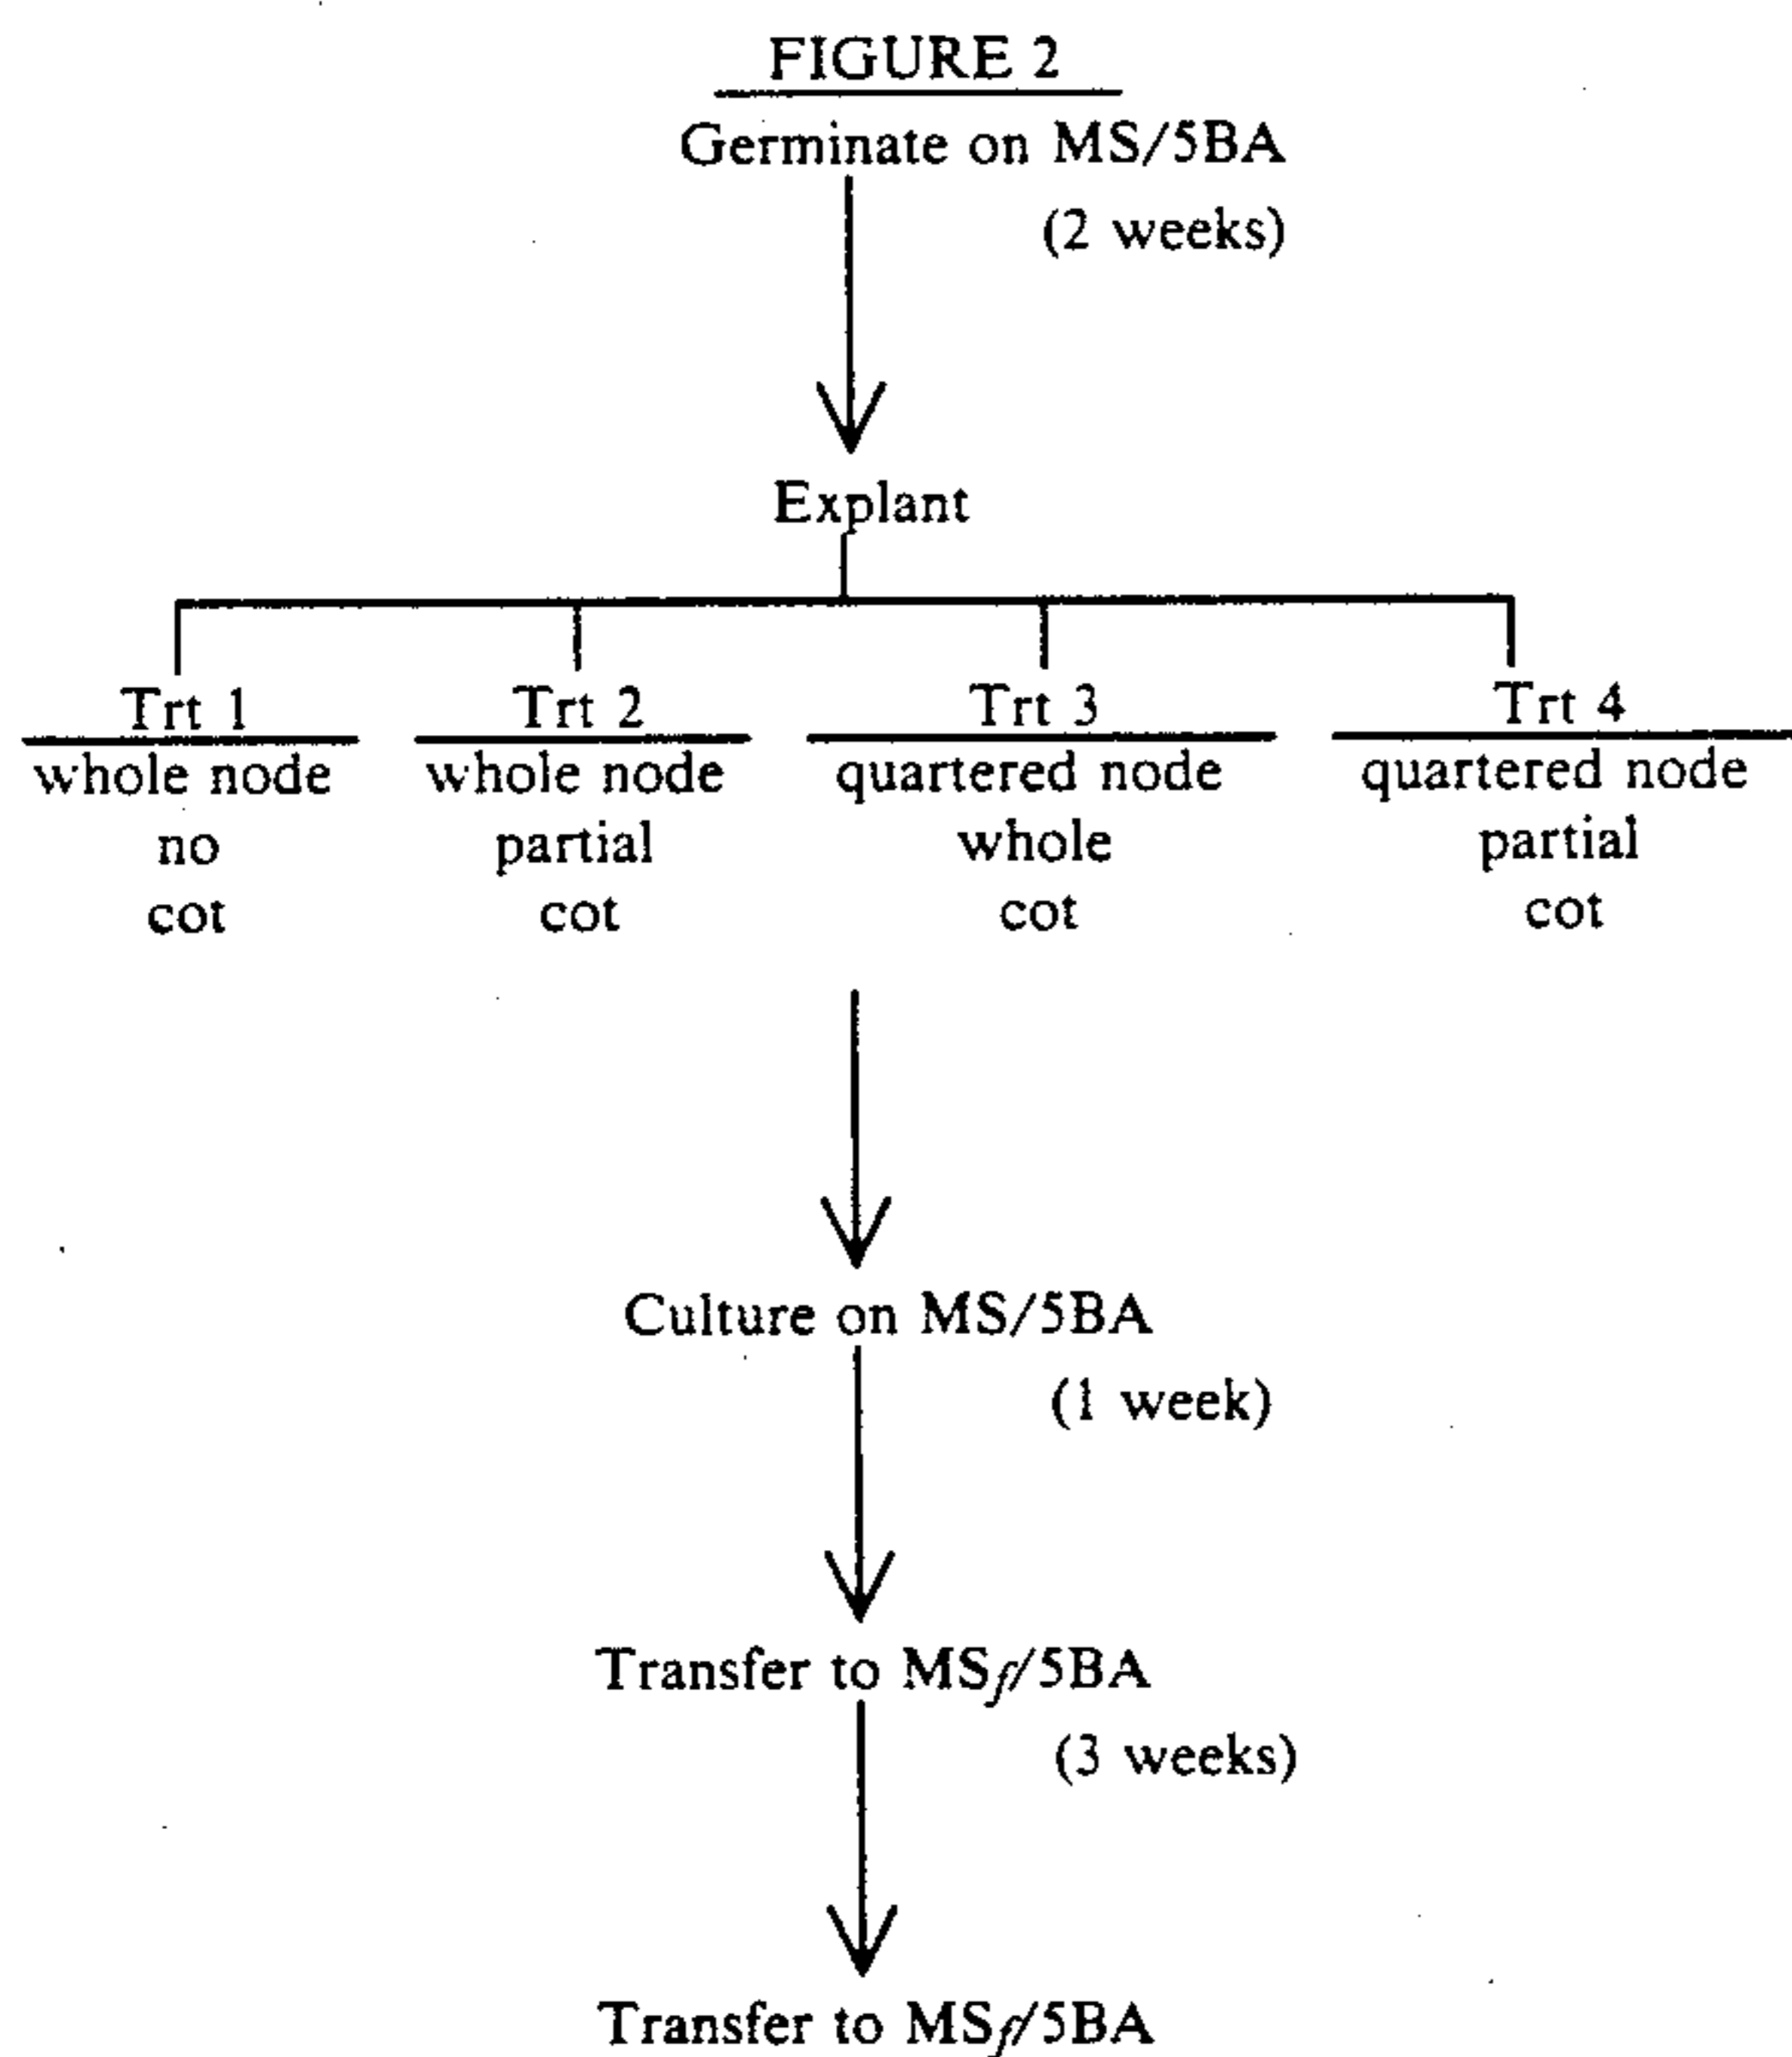 FIGURE 2
Germinate on MS/5BA
(2 weeks)
Explant
Trt 1
whole node
no
cot
Trt 2
whole node
partial
cot
Trt 3
quartered node
whole
cot
Trt 4
quartered node
partial
cot
Culture on MS/5BA
(1 week)
Transfer to MSf/5BA
(3 weeks)
Transfer to MSf/5BA